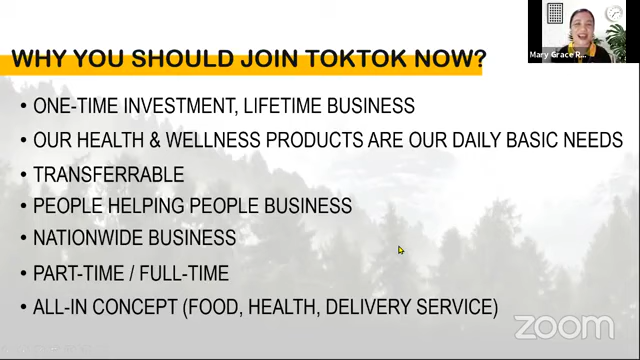 Mary Grace R...
WHY YOU SHOULD JOIN TOKTOK NOW?
• ONE-TIME INVESTMENT, LIFETIME BUSINESS
• OUR HEALTH & WELLNESS PRODUCTS ARE OUR DAILY BASIC NEEDS
• TRANSFERRABLE
• PEOPLE HELPING PEOPLE BUSINESS
• NATIONWIDE BUSINESS
• PART-TIME / FULL-TIME
• ALL-IN CONCEPT (FOOD, HEALTH, DELIVERY SERVICE)
zoom